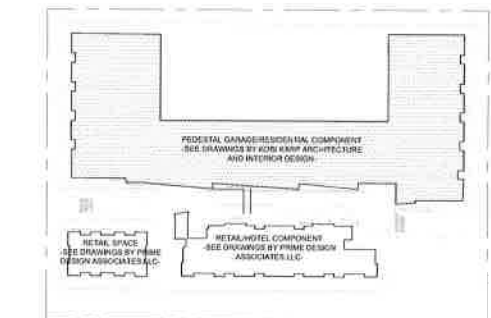 PEDESTAL GARAGE/RESIDENTIAL COMPONENT
-SEE DRAWINGS BY KOBI KARP ARCHITECTURE
AND INTERIOR DESIGN-
RETAIL SPACE
-SEE DRAWINGS BY PRIME
DESIGN ASSOCIATES,LLC-
RETAIL/HOTEL COMPONENT
-SEE DRAWINGS BY PRIME DESIGN
ASSOCIATES,LLC-